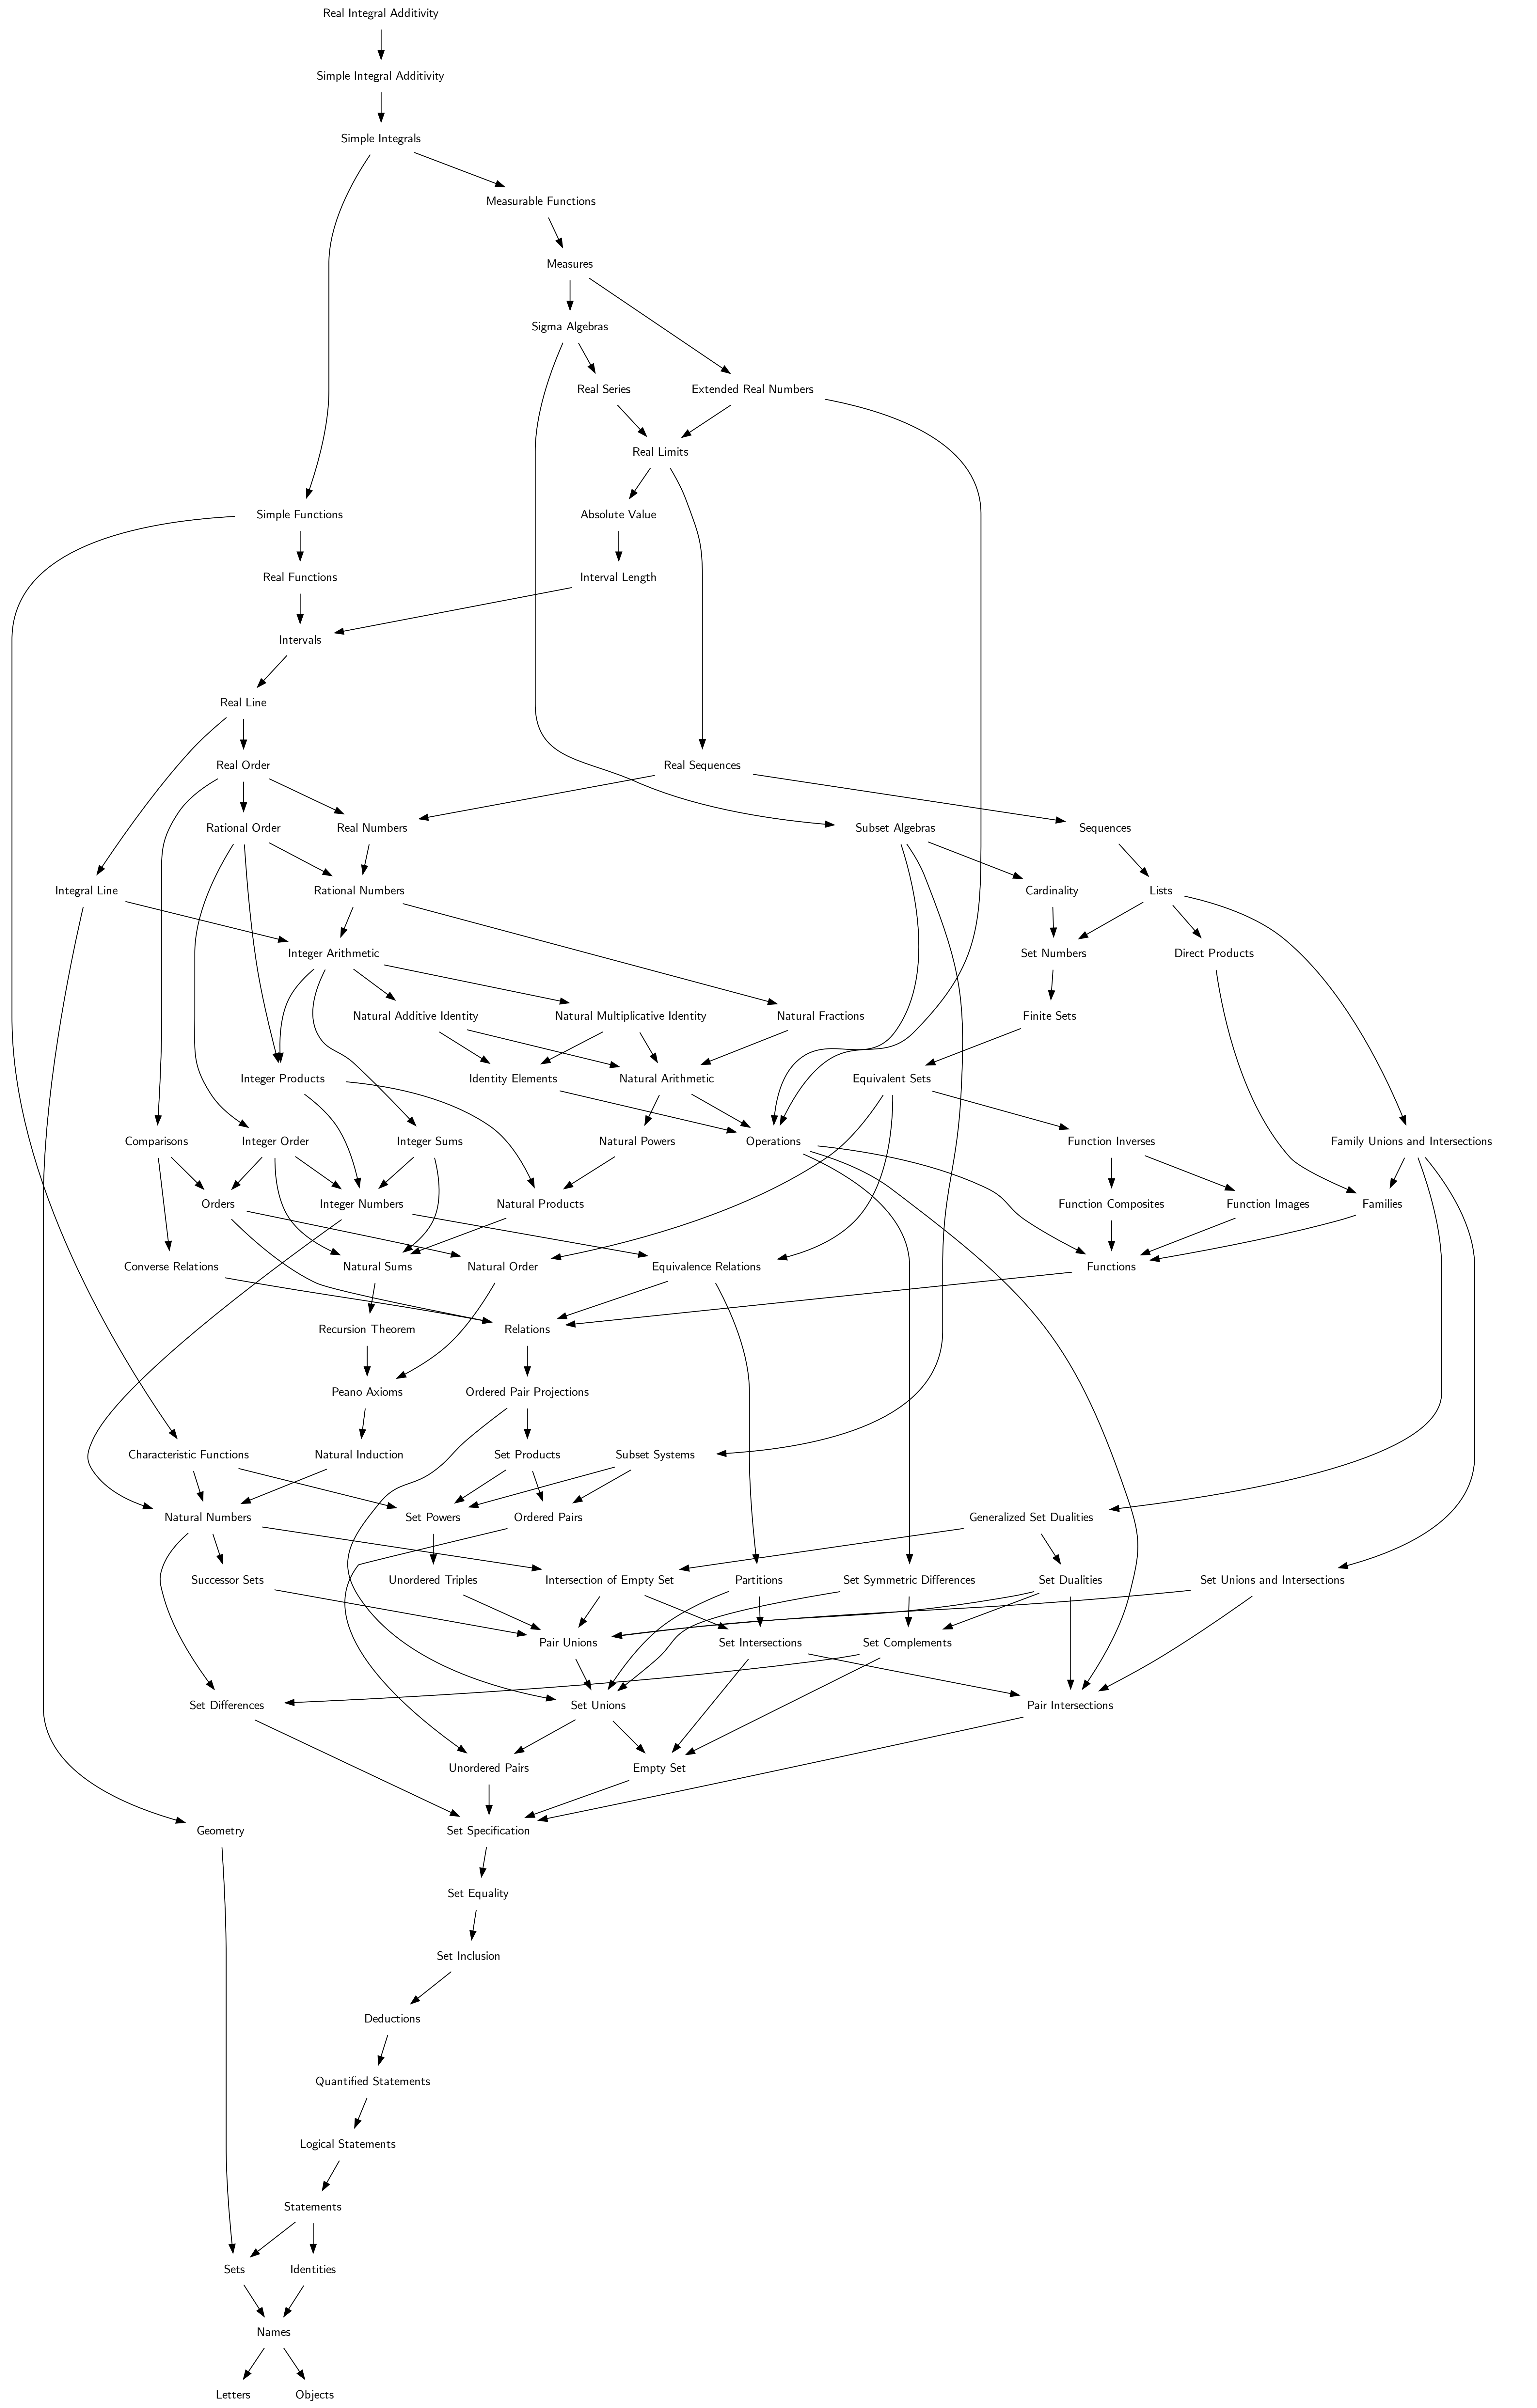 Real Integral Additivity
Simple Integral Additivity
Simple Integrals
Measurable Functions
Measures
Sigma Algebras
Real Series
Extended Real Numbers
Real Limits
Simple Functions
Absolute Value
Real Functions
Interval Length
Intervals
Real Line
Real Order
Real Sequences
Rational Order
Real Numbers
Subset Algebras
Sequences
Integral Line
Rational Numbers
Cardinality
Lists
Integer Arithmetic
Set Numbers
Direct Products
Natural Additive Identity
Natural Multiplicative Identity
Natural Fractions
Finite Sets
Integer Products
Identity Elements
Natural Arithmetic
Equivalent Sets
Comparisons
Integer Order
Integer Sums
Natural Powers
Operations
Function Inverses
Family Unions and Intersections
Orders
Integer Numbers
Natural Products
Function Composites
Function Images
Families
Converse Relations
Natural Sums
Natural Order
Equivalence Relations
Functions
Recursion Theorem
Relations
Peano Axioms
Ordered Pair Projections
Characteristic Functions
Natural Induction
Set Products
Subset Systems
Natural Numbers
Set Powers
Ordered Pairs
Generalized Set Dualities
Successor Sets
Unordered Triples
Intersection of Empty Set
Partitions
Set Symmetric Differences
Set Dualities
Set Unions and Intersections
Pair Unions
Set Intersections
Set Complements
Set Differences
Set Unions
Pair Intersections
Unordered Pairs
Empty Set
Geometry
Set Specification
Set Equality
Set Inclusion
Deductions
Quantified Statements
Logical Statements
Statements
Sets
Identities
Names
Letters
Objects